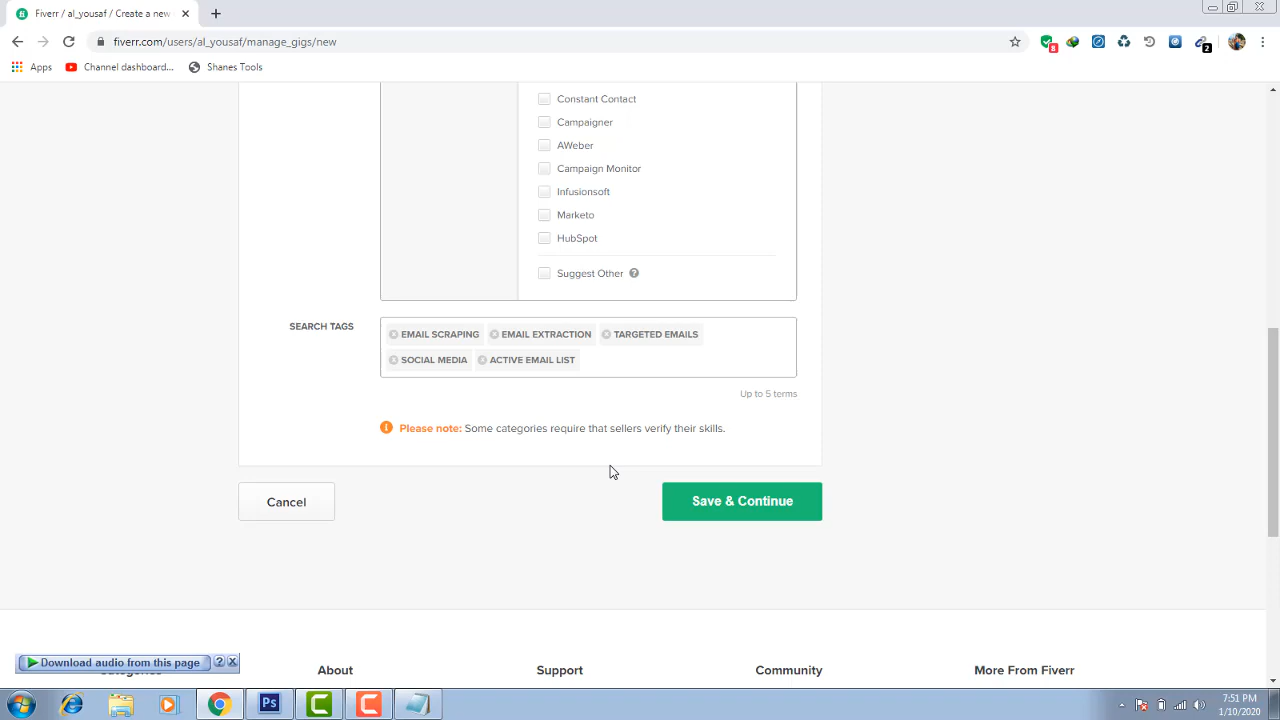 Fiverr / al_yousaf / Create a new
fiverr.com/users/al_yousaf/manage_gigs/new
8
2
Apps
Channel dashboard...
Shanes Tools
Constant Contact
Campaigner
AWeber
Campaign Monitor
Infusionsoft
Marketo
HubSpot
Suggest Other
SEARCH TAGS
EMAIL SCRAPING
EMAIL EXTRACTION
TARGETED EMAILS
SOCIAL MEDIA
ACTIVE EMAIL LIST
Up to 5 terms
Please note: Some categories require that sellers verify their skills.
Cancel
Save & Continue
Download audio from this page
About
Support
Community
More From Fiverr
Ps
7:51 PM
1/10/2020